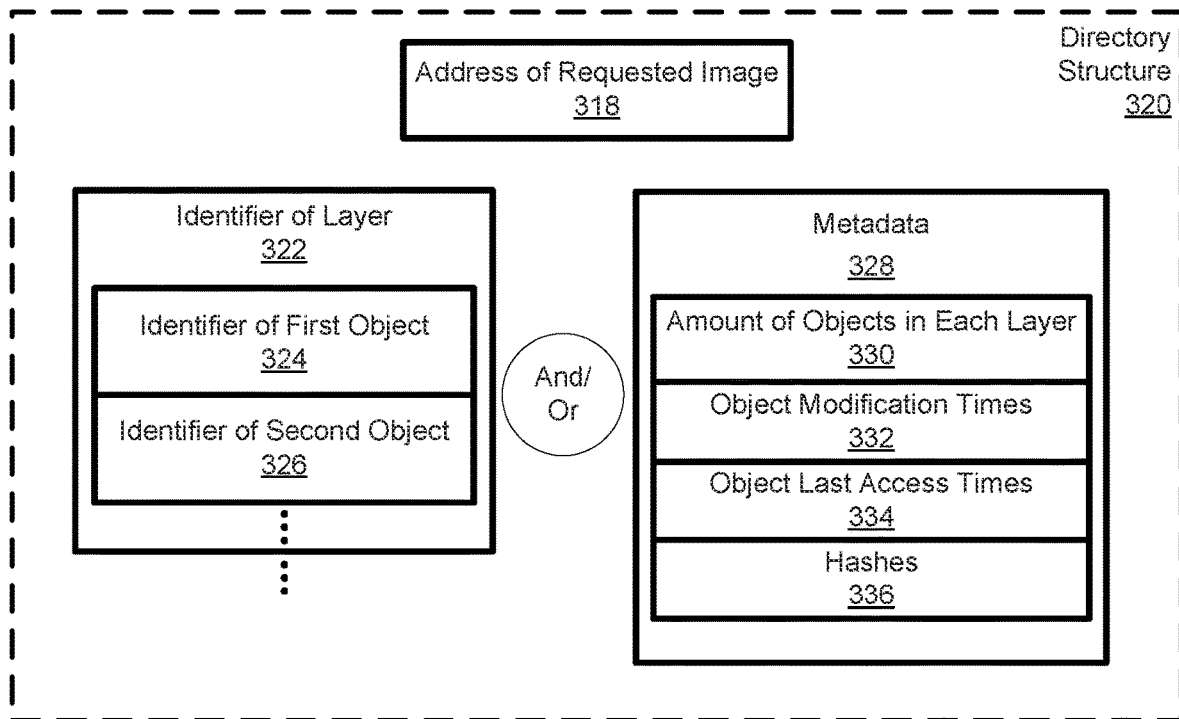 Directory
Structure
320
Address of Requested Image
318
Identifier of Layer
322
Identifier of First Object
324
Identifier of Second Object
326
And/
Or
Metadata
328
Amount of Objects in Each Layer
330
Object Modification Times
332
Object Last Access Times
334
Hashes
336